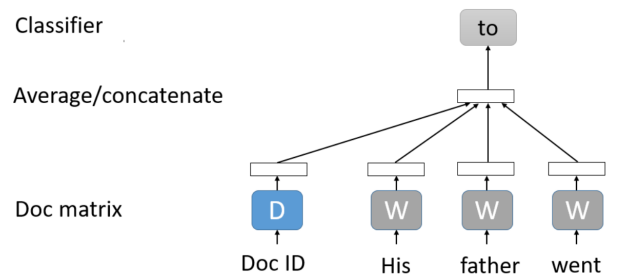 Classifier
to
Average/concatenate
Doc matrix
D W W W
Doc ID His father went